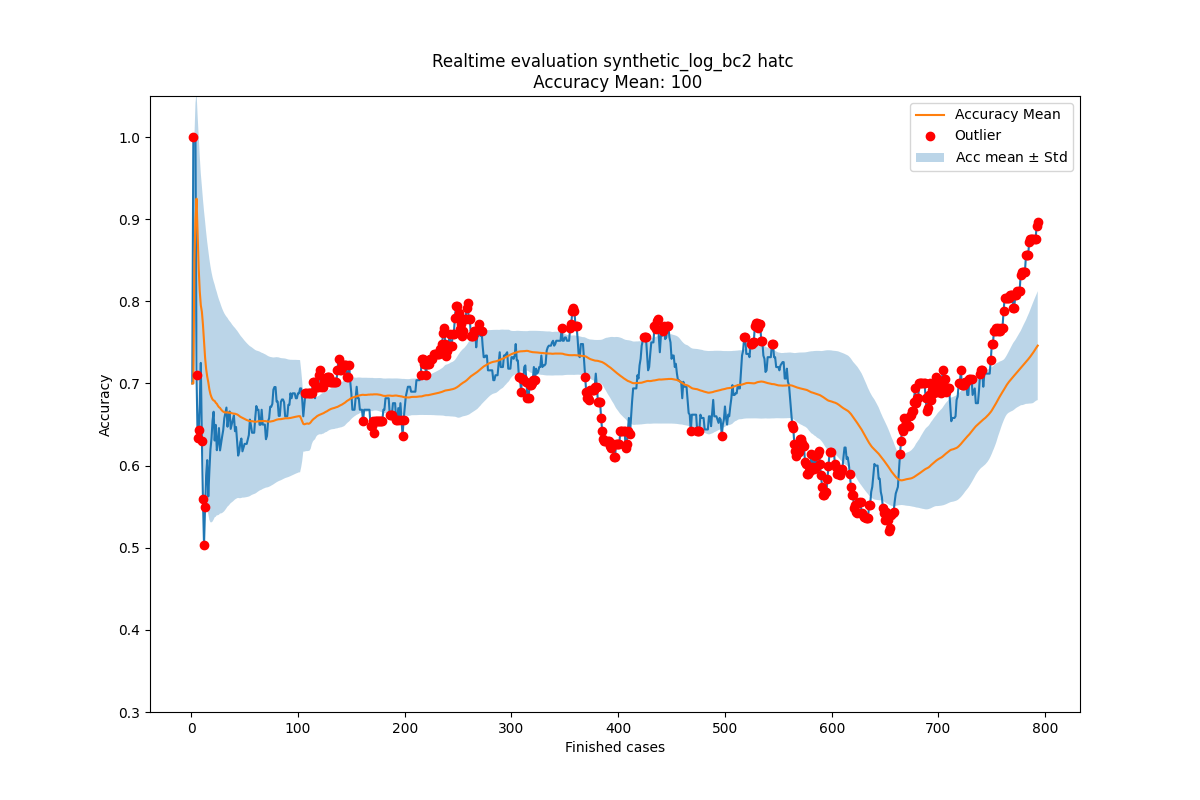 Realtime evaluation synthetic_log_bc2 hatc
Accuracy Mean: 100
Accuracy Mean
Outlier
Acc mean ± Std
1.0
0.9
0.8
0.7
0.6
0.5
0.4
0.3
Accuracy
0 100 200 300 400 500 600 700 800
Finished cases